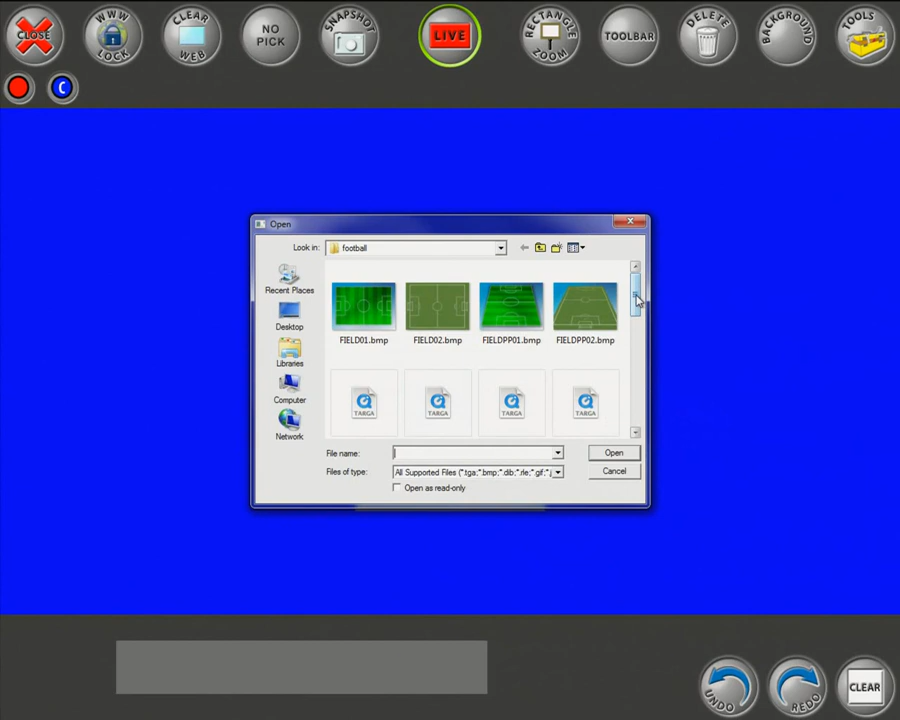 CLOSE
WWW
LOCK
CLEAR
WEB
NO
PICK
SNAPSHOT
LIVE
RECTANGLE
ZOOM
TOOLBAR
DELETE
BACKGROUND
TOOLS
C
Open
Look in:
football
Recent Places
Desktop
Libraries
Computer
Network
FIELD01.bmp
FIELD02.bmp
FIELDPP01.bmp
FIELDPP02.bmp
TARGA
TARGA
TARGA
TARGA
File name:
Open
Files of type:
All Supported Files (*.tga;*.bmp;*.dib;*.rle;*.gif;*.j
Cancel
Open as read-only
UNDO
REDO
CLEAR